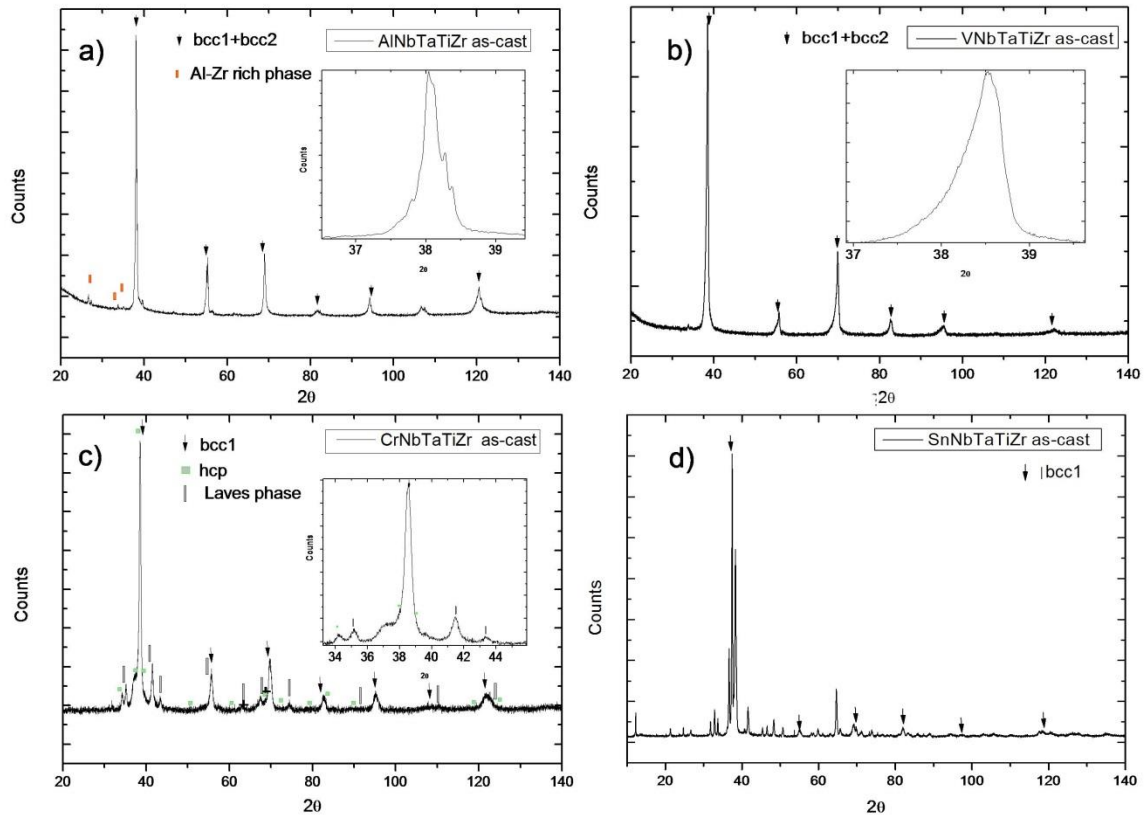 a)
bcc1+bcc2
Al-Zr rich phase
AlNbTaTiZr as-cast
Counts
37 38 39
2θ
Counts
20 40 60 80 100 120 140
2θ
b)
bcc1+bcc2
VNbTaTiZr as-cast
37 38 39
2θ
Counts
20 40 60 80 100 120 140
2θ
c)
bcc1
hcp
Laves phase
CrNbTaTiZr as-cast
Counts
34 36 38 40 42 44
2θ
Counts
20 40 60 80 100 120 140
2θ
d)
SnNbTaTiZr as-cast
bcc1
Counts
20 40 60 80 100 120 140
2θ